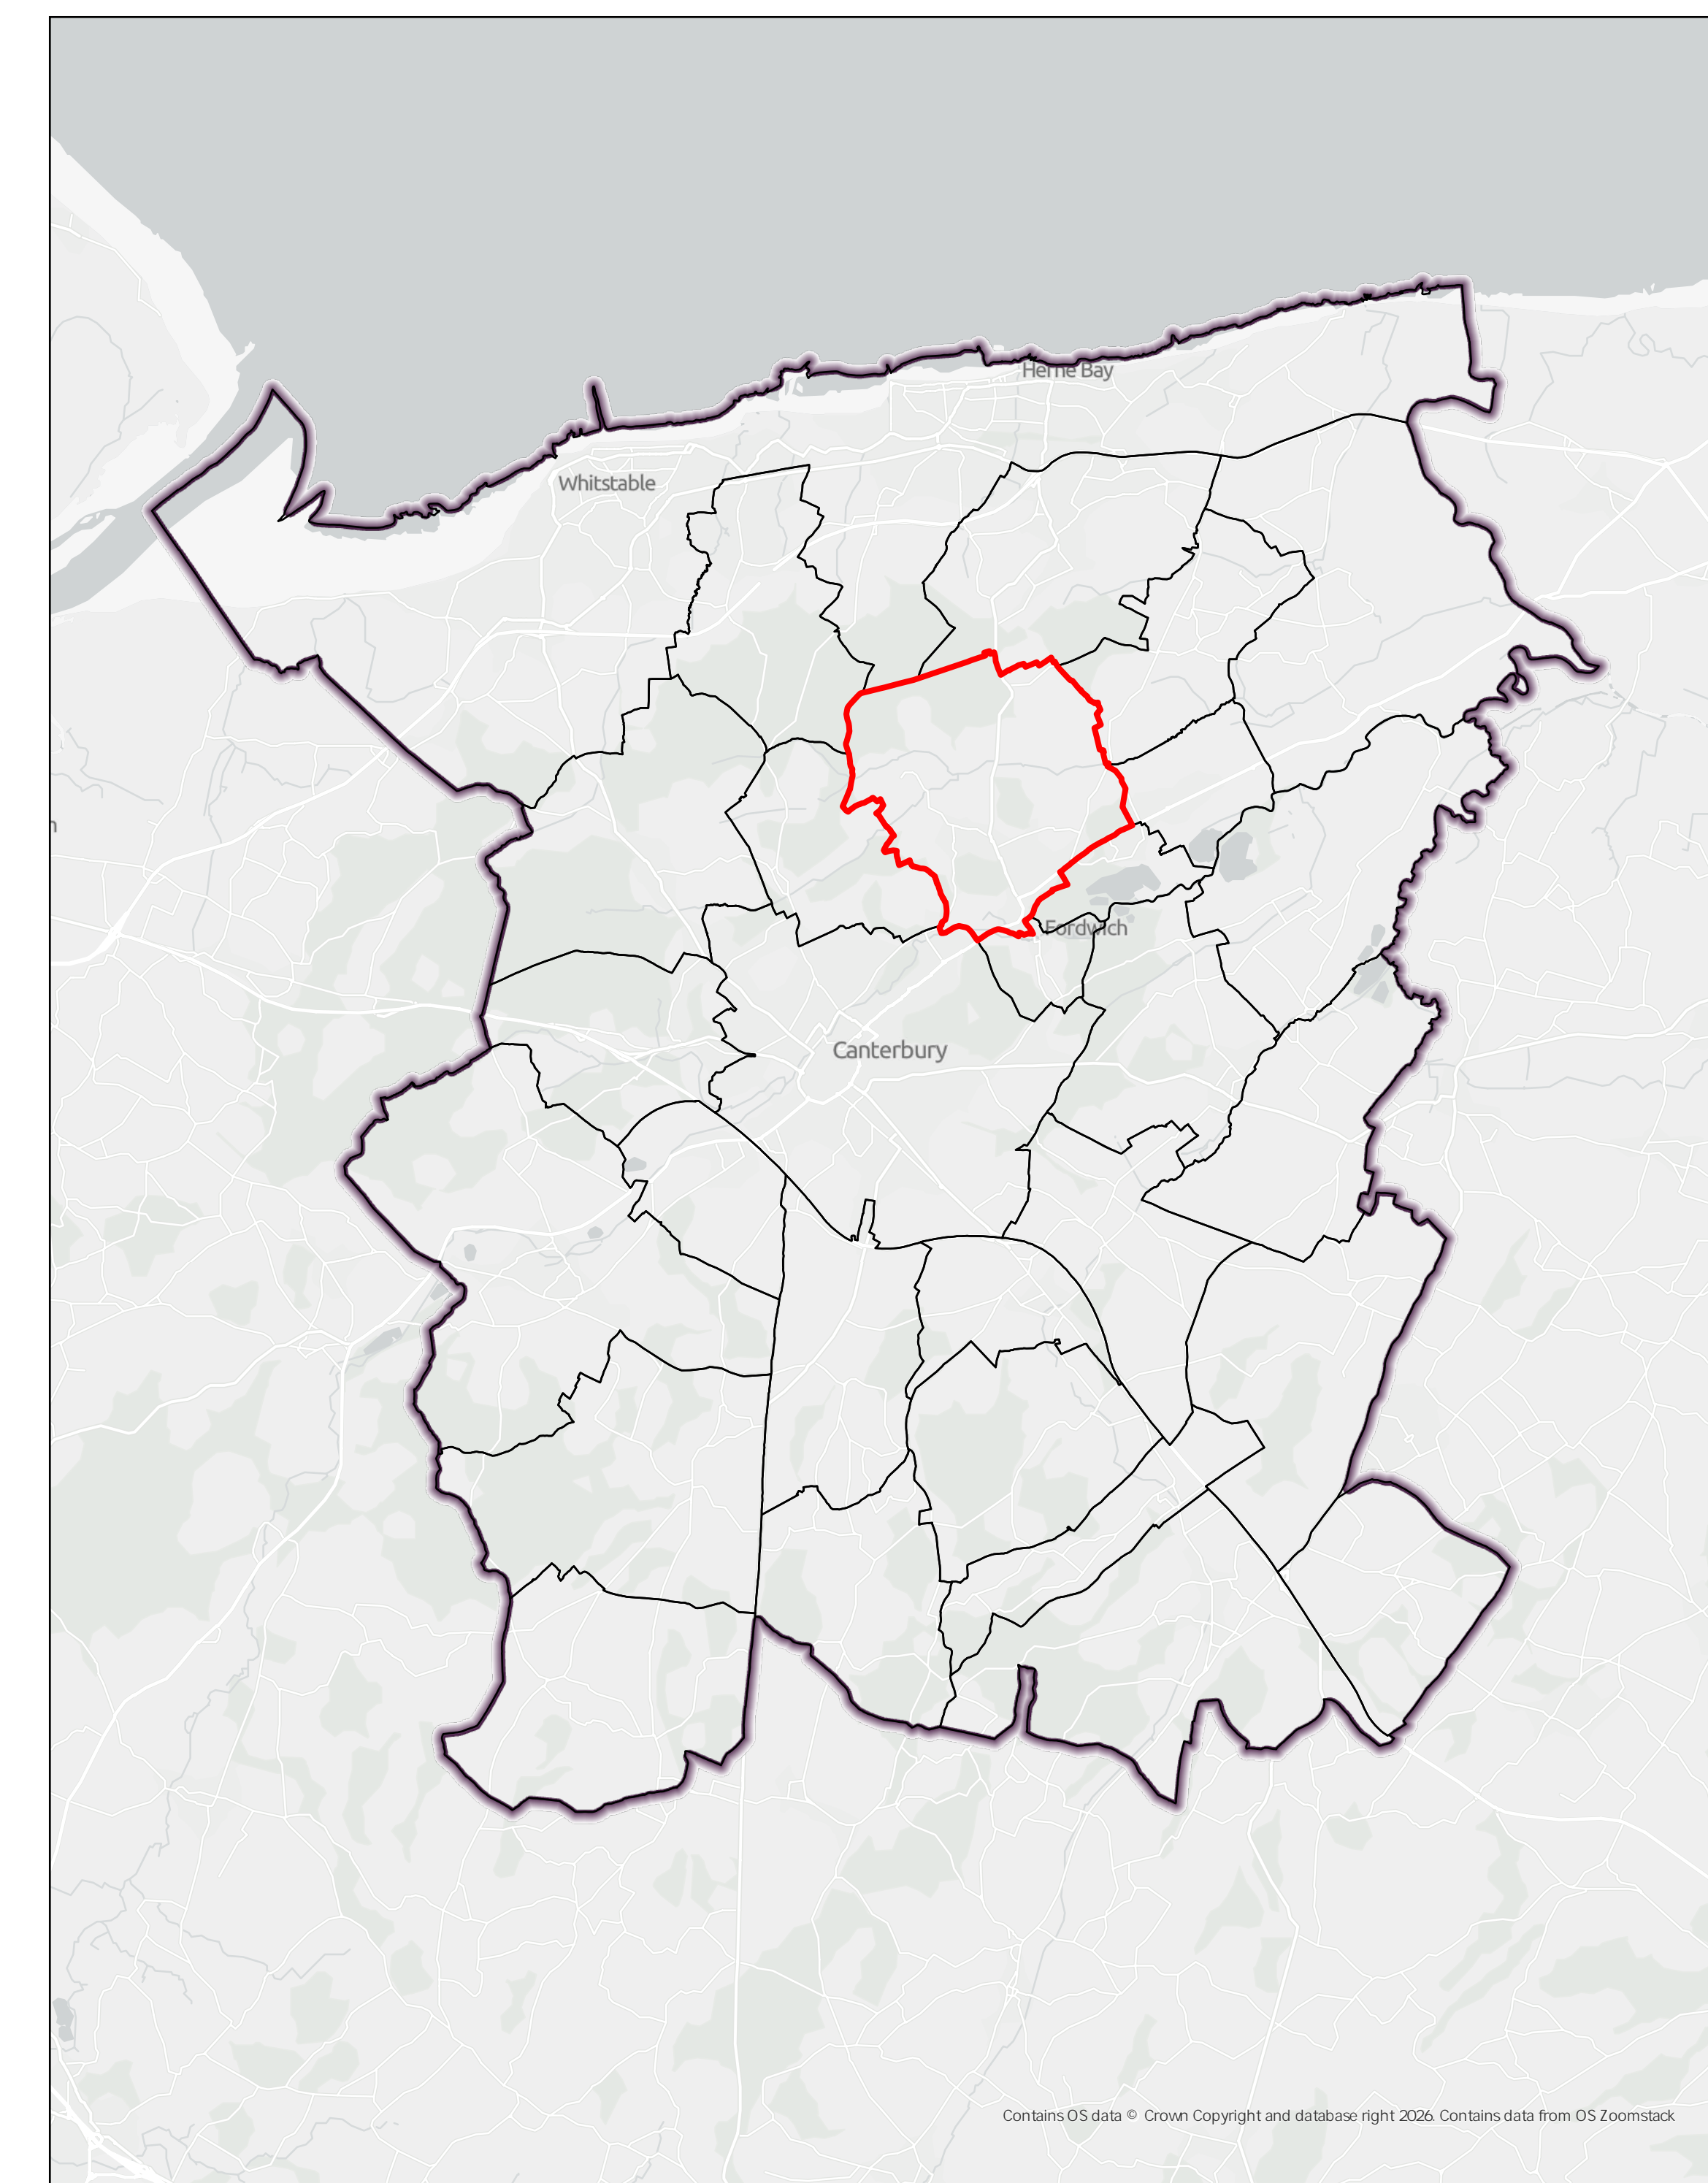 Herne Bay
Whitstable
Fordwich
Canterbury
Contains OS data © Crown Copyright and database right 2026. Contains data from OS Zoomstack